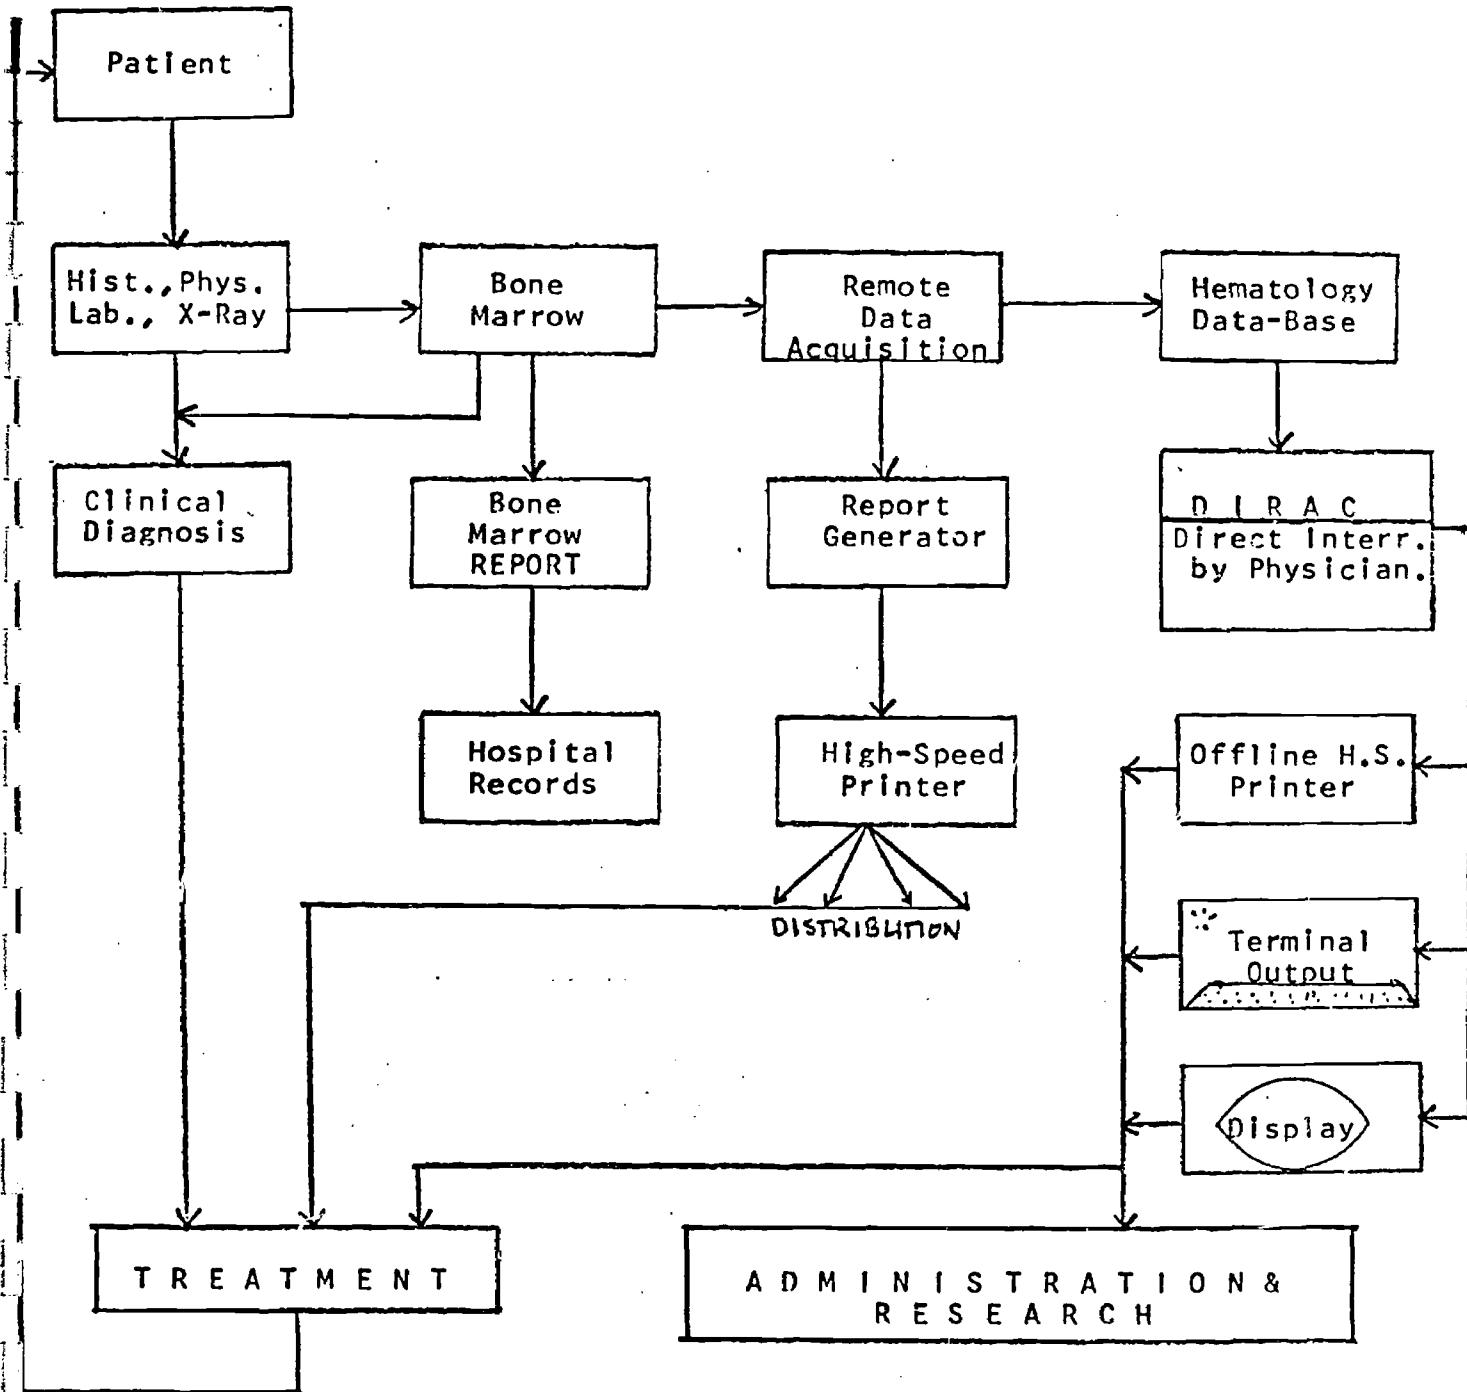 Patient
Hist., Phys.
Lab., X-Ray
Bone
Marrow
Remote
Data
Acquisition
Hematology
Data-Base
Clinical
Diagnosis
Bone
Marrow
REPORT
Report
Generator
D I R A C
Direct Interr.
by Physician.
Hospital
Records
High-Speed
Printer
Offline H.S.
Printer
DISTRIBUTION
Terminal
Output
Display
T R E A T M E N T
A D M I N I S T R A T I O N &
R E S E A R C H